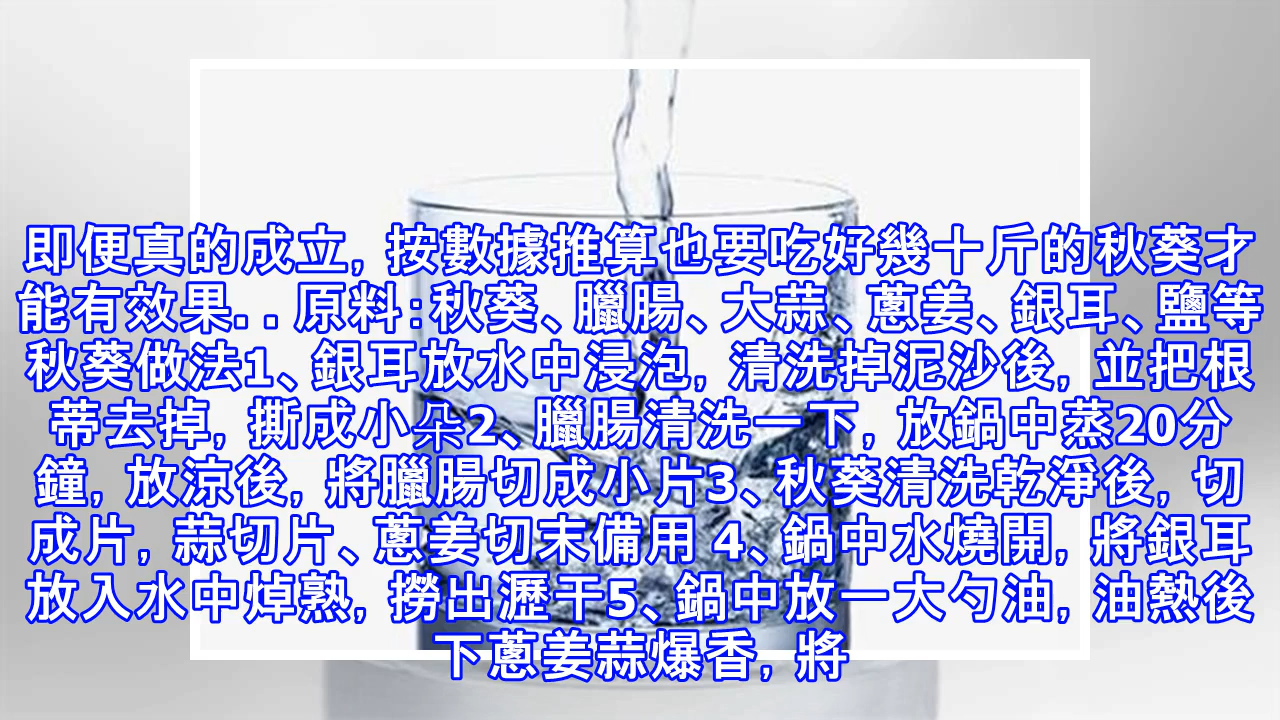 即便真的成立, 按數據推算也要吃好幾十斤的秋葵才
能有效果. . 原料:秋葵、臘腸、大蒜、蔥姜、銀耳、鹽等
秋葵做法1、銀耳放水中浸泡, 清洗掉泥沙後, 並把根
蒂去掉, 撕成小朵2、臘腸清洗一下, 放鍋中蒸20分
鐘, 放涼後, 將臘腸切成小片3、秋葵清洗乾淨後, 切
成片, 蒜切片、蔥姜切末備用 4、鍋中水燒開, 將銀耳
放入水中焯熟, 撈出瀝干5、鍋中放一大勺油, 油熱後
下蔥姜蒜爆香, 將